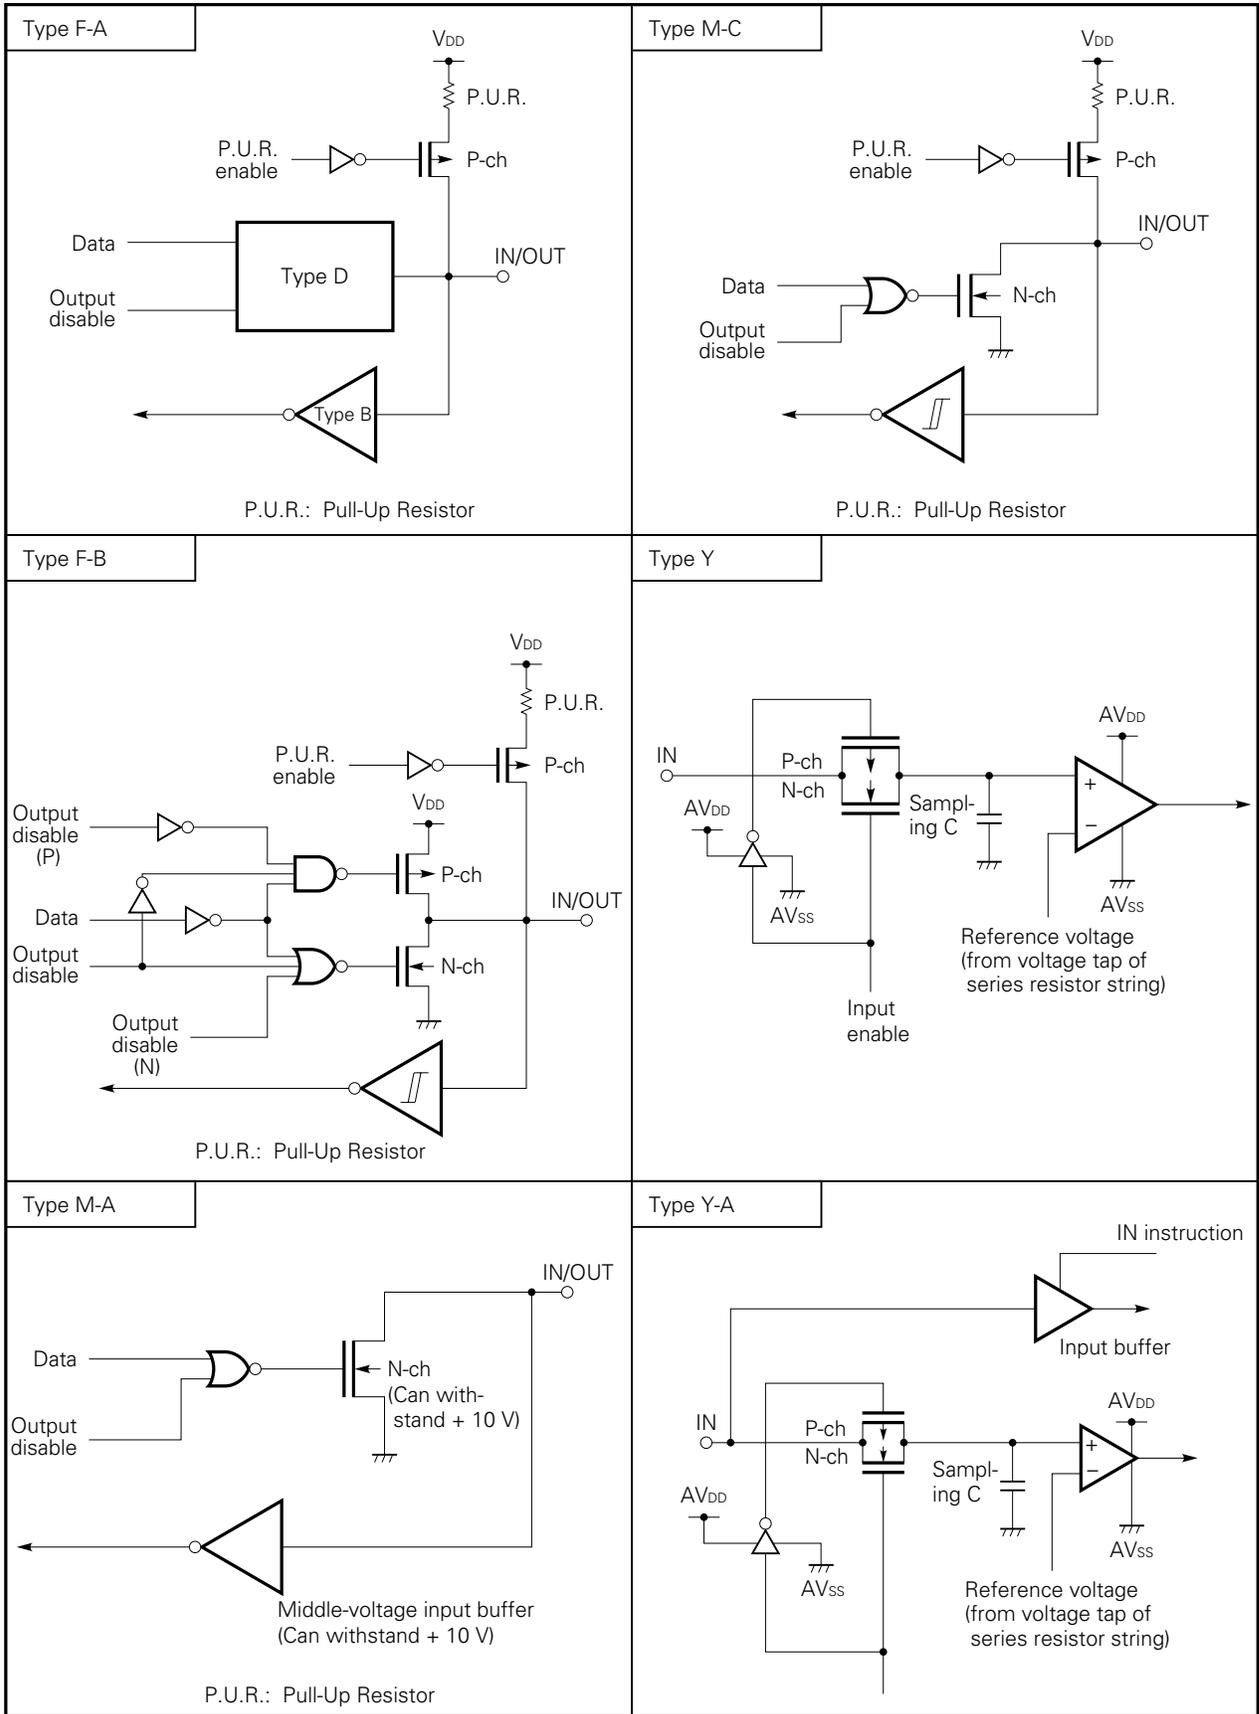 Type F-A
VDD
P.U.R.
P.U.R.
enable
P-ch
Data
Type D
IN/OUT
Output
disable
Type B
P.U.R.: Pull-Up Resistor
Type M-C
VDD
P.U.R.
P.U.R.
enable
P-ch
IN/OUT
Data
N-ch
Output
disable
P.U.R.: Pull-Up Resistor
Type F-B
VDD
P.U.R.
P.U.R.
enable
P-ch
VDD
Output
disable
(P)
P-ch
IN/OUT
Data
Output
disable
N-ch
Output
disable
(N)
P.U.R.: Pull-Up Resistor
Type Y
AVDD
IN
P-ch
N-ch
+
−
Sampl-
ing C
AVDD
AVSS
AVSS
Reference voltage
(from voltage tap of
series resistor string)
Input
enable
Type M-A
IN/OUT
Data
N-ch
(Can with-
stand + 10 V)
Output
disable
Middle-voltage input buffer
(Can withstand + 10 V)
P.U.R.: Pull-Up Resistor
Type Y-A
IN instruction
Input buffer
AVDD
IN
P-ch
N-ch
+
−
Sampl-
ing C
AVDD
AVSS
AVSS
Reference voltage
(from voltage tap of
series resistor string)